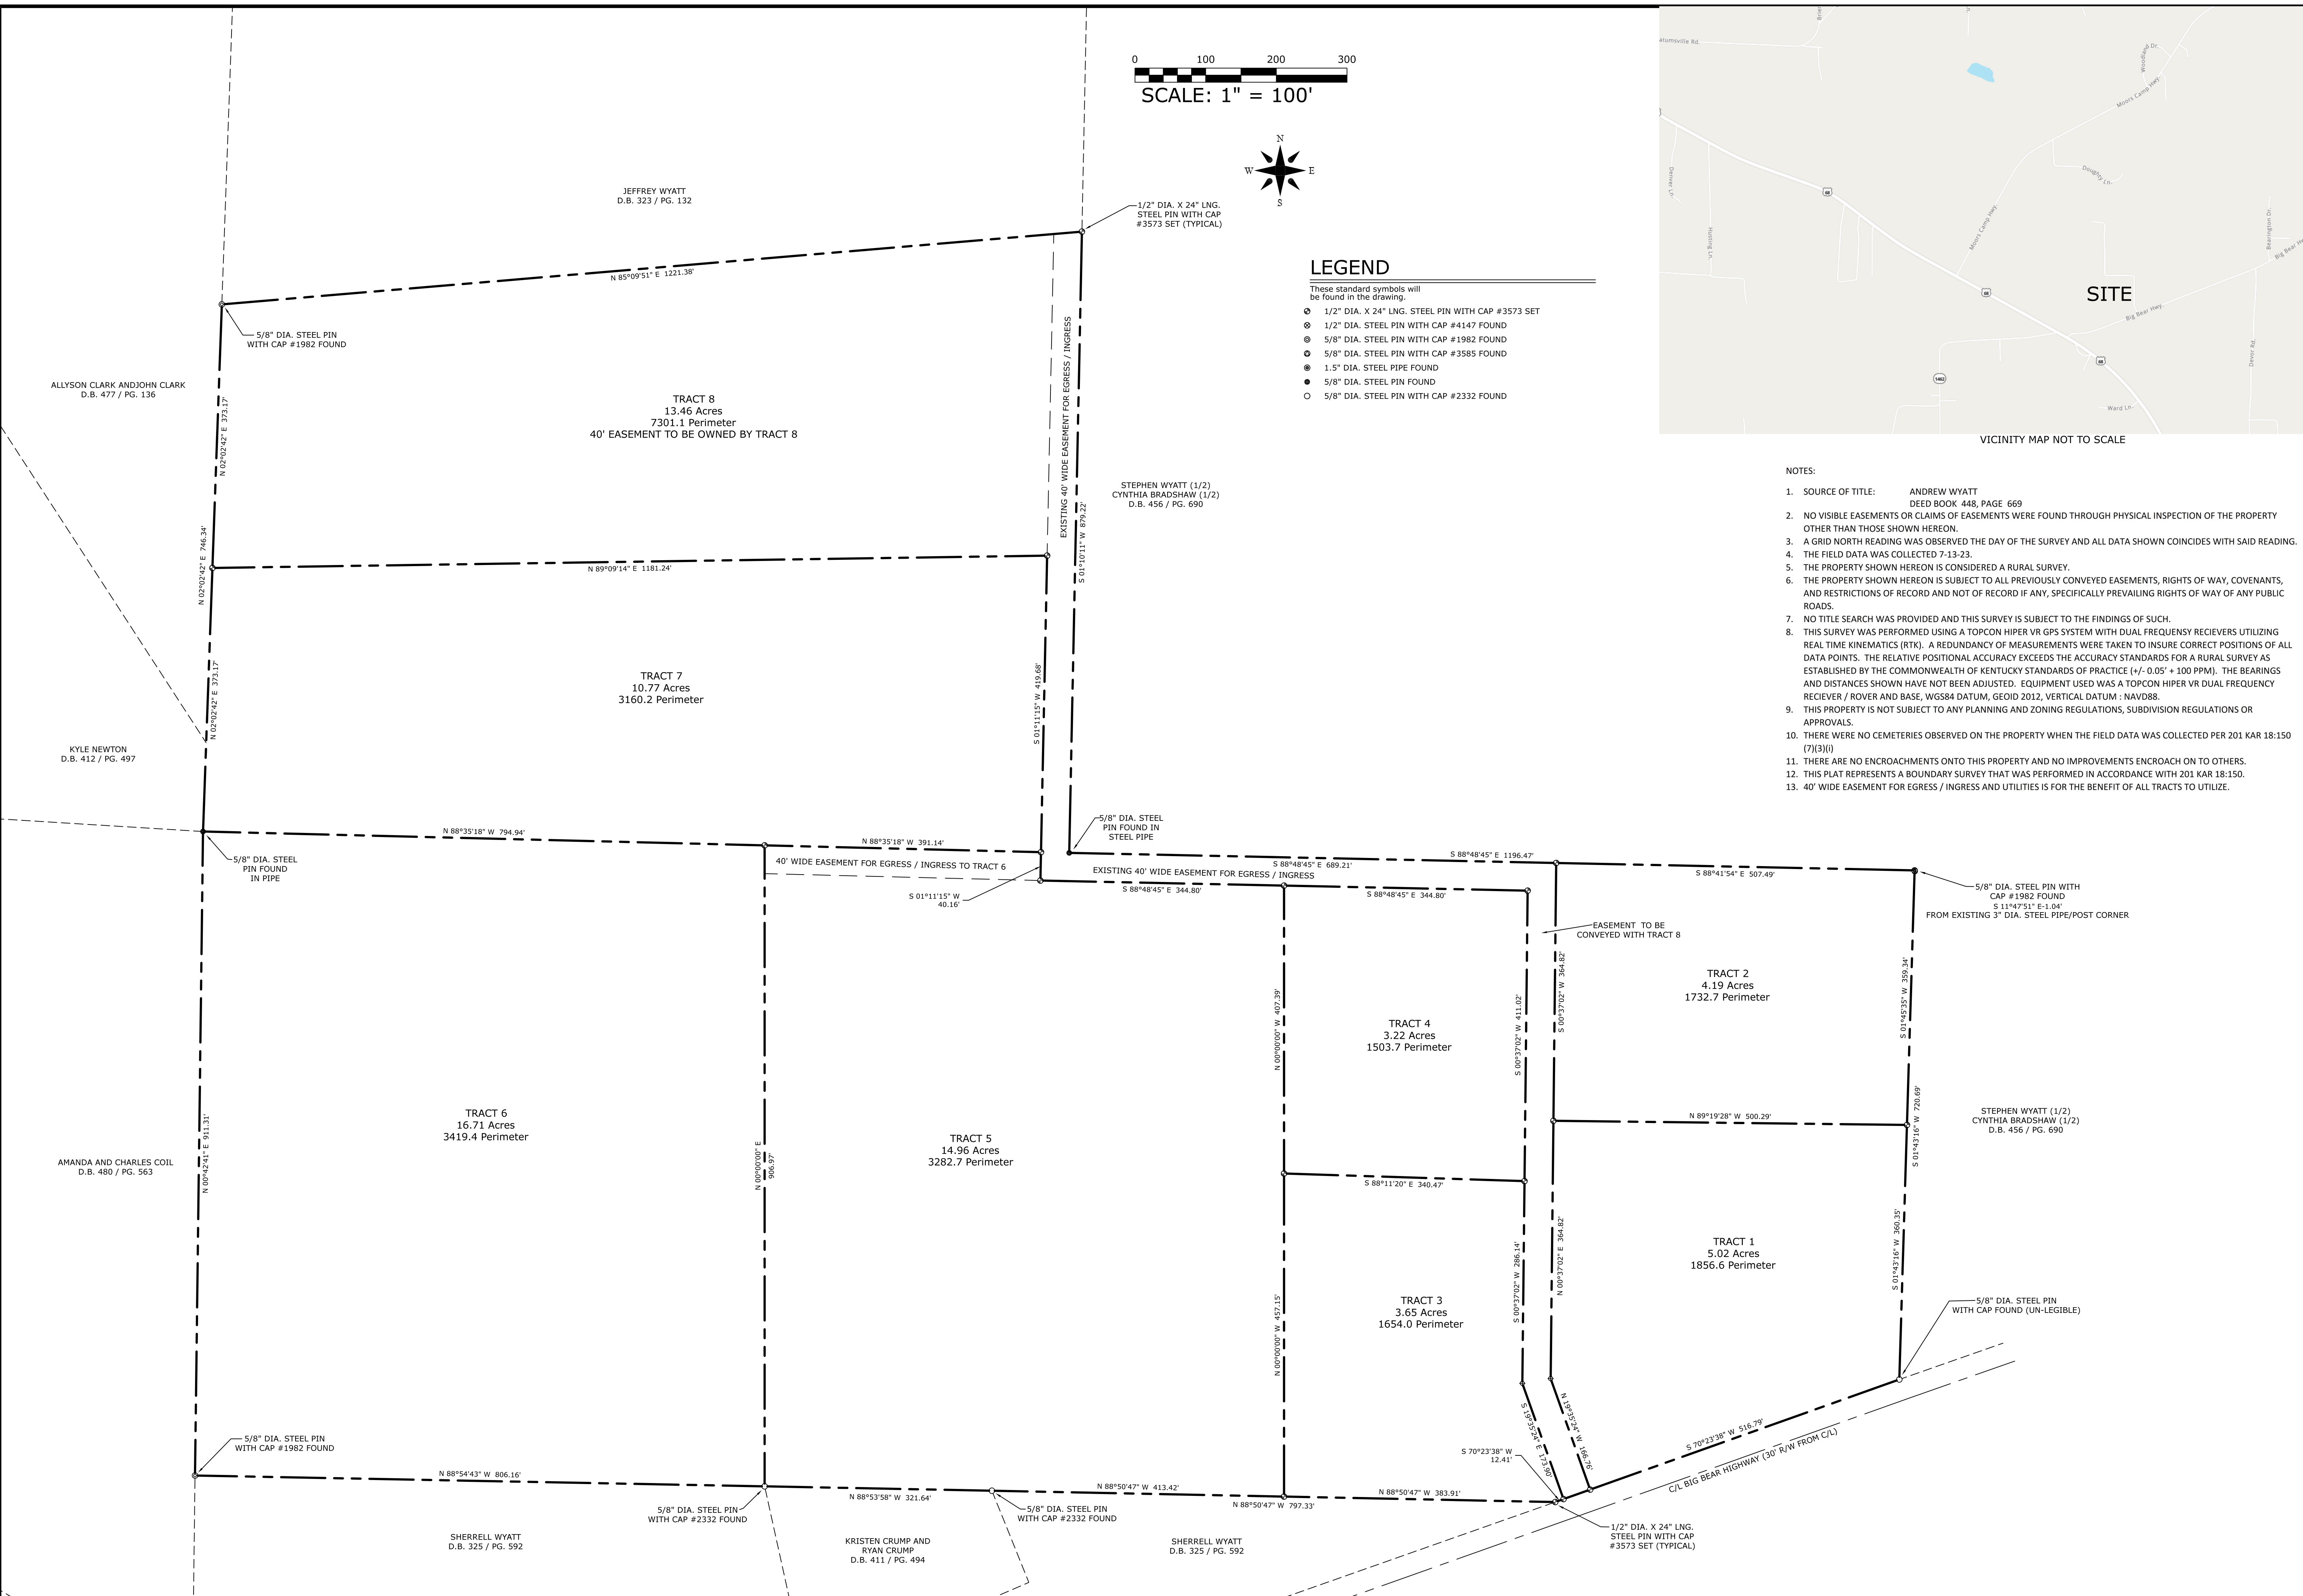 0 100 200 300
SCALE: 1" = 100'
N
W E
S
JEFFREY WYATT
D.B. 323 / PG. 132
1/2" DIA. X 24" LNG.
STEEL PIN WITH CAP
#3573 SET (TYPICAL)
N 85°09'51" E 1221.38'
5/8" DIA. STEEL PIN
WITH CAP #1982 FOUND
ALLYSON CLARK ANDJOHN CLARK
D.B. 477 / PG. 136
N 02°02'42" E 373.17'
TRACT 8
13.46 Acres
7301.1 Perimeter
40' EASEMENT TO BE OWNED BY TRACT 8
EXISTING 40' WIDE EASEMENT FOR EGRESS / INGRESS
S 01°10'11" W 879.22'
STEPHEN WYATT (1/2)
CYNTHIA BRADSHAW (1/2)
D.B. 456 / PG. 690
N 02°02'42" E 746.34'
N 89°09'14" E 1181.24'
TRACT 7
10.77 Acres
3160.2 Perimeter
N 02°02'42" E 373.17'
S 01°11'15" W 419.68'
KYLE NEWTON
D.B. 412 / PG. 497
LEGEND
These standard symbols will
be found in the drawing.
1/2" DIA. X 24" LNG. STEEL PIN WITH CAP #3573 SET
1/2" DIA. STEEL PIN WITH CAP #4147 FOUND
5/8" DIA. STEEL PIN WITH CAP #1982 FOUND
5/8" DIA. STEEL PIN WITH CAP #3585 FOUND
1.5" DIA. STEEL PIPE FOUND
5/8" DIA. STEEL PIN FOUND
5/8" DIA. STEEL PIN WITH CAP #2332 FOUND
atumsville Rd.
Briar
Woodland Dr.
Moors Camp Hwy.
Denver Ln.
Husting Ln.
68
Doughty Ln.
Moors Camp Hwy.
Bearington Dr.
Big Bear H
68
SITE
Big Bear Hwy.
Devor Rd.
68
1462
Ward Ln.
VICINITY MAP NOT TO SCALE
NOTES:
1. SOURCE OF TITLE: ANDREW WYATT
DEED BOOK 448, PAGE 669
2. NO VISIBLE EASEMENTS OR CLAIMS OF EASEMENTS WERE FOUND THROUGH PHYSICAL INSPECTION OF THE PROPERTY
OTHER THAN THOSE SHOWN HEREON.
3. A GRID NORTH READING WAS OBSERVED THE DAY OF THE SURVEY AND ALL DATA SHOWN COINCIDES WITH SAID READING.
4. THE FIELD DATA WAS COLLECTED 7-13-23.
5. THE PROPERTY SHOWN HEREON IS CONSIDERED A RURAL SURVEY.
6. THE PROPERTY SHOWN HEREON IS SUBJECT TO ALL PREVIOUSLY CONVEYED EASEMENTS, RIGHTS OF WAY, COVENANTS,
AND RESTRICTIONS OF RECORD AND NOT OF RECORD IF ANY, SPECIFICALLY PREVAILING RIGHTS OF WAY OF ANY PUBLIC
ROADS.
7. NO TITLE SEARCH WAS PROVIDED AND THIS SURVEY IS SUBJECT TO THE FINDINGS OF SUCH.
8. THIS SURVEY WAS PERFORMED USING A TOPCON HIPER VR GPS SYSTEM WITH DUAL FREQUENSY RECIEVERS UTILIZING
REAL TIME KINEMATICS (RTK). A REDUNDANCY OF MEASUREMENTS WERE TAKEN TO INSURE CORRECT POSITIONS OF ALL
DATA POINTS. THE RELATIVE POSITIONAL ACCURACY EXCEEDS THE ACCURACY STANDARDS FOR A RURAL SURVEY AS
ESTABLISHED BY THE COMMONWEALTH OF KENTUCKY STANDARDS OF PRACTICE (+/- 0.05' + 100 PPM). THE BEARINGS
AND DISTANCES SHOWN HAVE NOT BEEN ADJUSTED. EQUIPMENT USED WAS A TOPCON HIPER VR DUAL FREQUENCY
RECIEVER / ROVER AND BASE, WGS84 DATUM, GEOID 2012, VERTICAL DATUM : NAVD88.
9. THIS PROPERTY IS NOT SUBJECT TO ANY PLANNING AND ZONING REGULATIONS, SUBDIVISION REGULATIONS OR
APPROVALS.
10. THERE WERE NO CEMETERIES OBSERVED ON THE PROPERTY WHEN THE FIELD DATA WAS COLLECTED PER 201 KAR 18:150
(7)(3)(i)
11. THERE ARE NO ENCROACHMENTS ONTO THIS PROPERTY AND NO IMPROVEMENTS ENCROACH ON TO OTHERS.
12. THIS PLAT REPRESENTS A BOUNDARY SURVEY THAT WAS PERFORMED IN ACCORDANCE WITH 201 KAR 18:150.
13. 40' WIDE EASEMENT FOR EGRESS / INGRESS AND UTILITIES IS FOR THE BENEFIT OF ALL TRACTS TO UTILIZE.
5/8" DIA. STEEL
PIN FOUND IN
STEEL PIPE
N 88°35'18" W 794.94'
N 88°35'18" W 391.14'
5/8" DIA. STEEL
PIN FOUND
IN PIPE
40' WIDE EASEMENT FOR EGRESS / INGRESS TO TRACT 6
S 01°11'15" W
40.16'
S 88°48'45" E 1196.47'
S 88°48'45" E 689.21'
EXISTING 40' WIDE EASEMENT FOR EGRESS / INGRESS
S 88°48'45" E 344.80'
S 88°48'45" E 344.80'
S 88°41'54" E 507.49'
5/8" DIA. STEEL PIN WITH
CAP #1982 FOUND
S 11°47'51" E-1.04'
FROM EXISTING 3" DIA. STEEL PIPE/POST CORNER
EASEMENT TO BE
CONVEYED WITH TRACT 8
S 00°37'02" W 364.82'
TRACT 2
4.19 Acres
1732.7 Perimeter
S 01°45'35" W 359.34'
N 00°00'00" W 407.39'
TRACT 4
3.22 Acres
1503.7 Perimeter
S 00°37'02" W 411.02'
N 89°19'28" W 500.29'
S 01°43'16" W 720.69'
STEPHEN WYATT (1/2)
CYNTHIA BRADSHAW (1/2)
D.B. 456 / PG. 690
AMANDA AND CHARLES COIL
D.B. 480 / PG. 563
N 00°42'41" E 911.31'
TRACT 6
16.71 Acres
3419.4 Perimeter
N 00°00'00" E
906.97'
TRACT 5
14.96 Acres
3282.7 Perimeter
S 88°11'20" E 340.47'
N 00°00'00" W 457.15'
TRACT 3
3.65 Acres
1654.0 Perimeter
S 00°37'02" W 286.14'
N 00°37'02" E 364.82'
TRACT 1
5.02 Acres
1856.6 Perimeter
S 01°43'16" W 360.35'
5/8" DIA. STEEL PIN
WITH CAP FOUND (UN-LEGIBLE)
S 19°35'24" E 173.90'
N 19°35'24" W 166.76'
S 70°23'38" W 516.79'
C/L BIG BEAR HIGHWAY (30' R/W FROM C/L)
S 70°23'38" W
12.41'
5/8" DIA. STEEL PIN
WITH CAP #1982 FOUND
N 88°54'43" W 806.16'
5/8" DIA. STEEL PIN
WITH CAP #2332 FOUND
N 88°53'58" W 321.64'
N 88°50'47" W 413.42'
5/8" DIA. STEEL PIN
WITH CAP #2332 FOUND
N 88°50'47" W 797.33'
N 88°50'47" W 383.91'
1/2" DIA. X 24" LNG.
STEEL PIN WITH CAP
#3573 SET (TYPICAL)
SHERRELL WYATT
D.B. 325 / PG. 592
KRISTEN CRUMP AND
RYAN CRUMP
D.B. 411 / PG. 494
SHERRELL WYATT
D.B. 325 / PG. 592